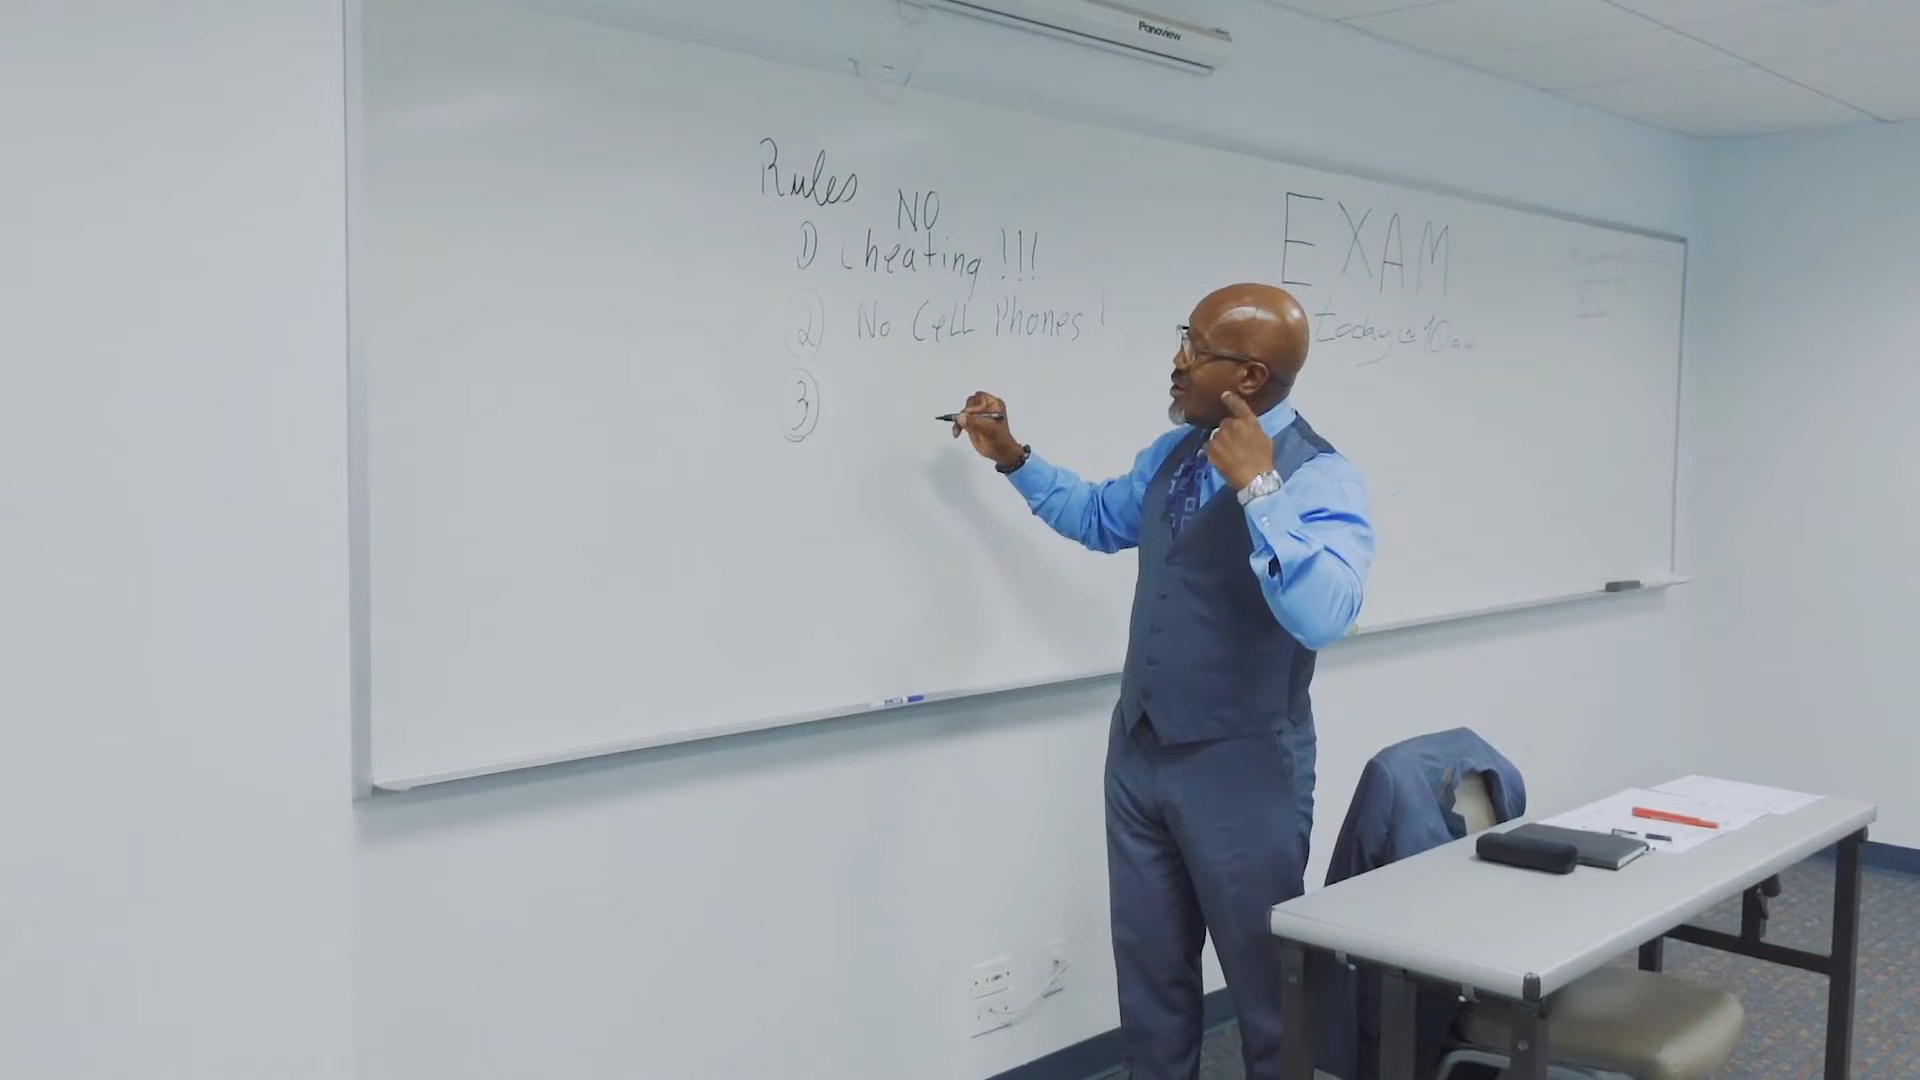 Panoview
Rules
NO
1) Cheating!!!
2) No Cell Phones!
3
EXAM
today @ 10am